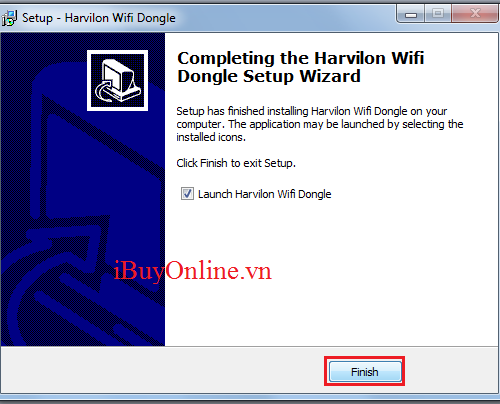 Setup - Harvilon Wifi Dongle
Completing the Harvilon Wifi
Dongle Setup Wizard
Setup has finished installing Harvilon Wifi Dongle on your
computer. The application may be launched by selecting the
installed icons.
Click Finish to exit Setup.
Launch Harvilon Wifi Dongle
iBuyOnline.vn
Finish